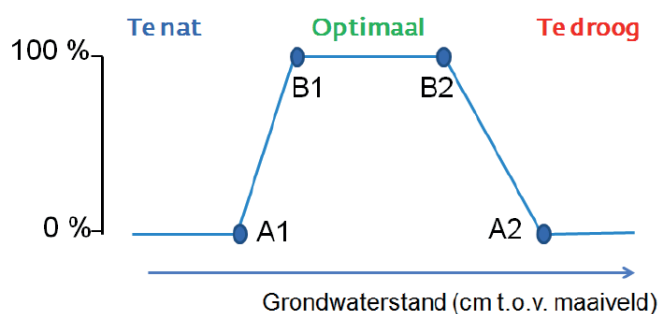 Te nat Optimaal Te droog
100 %
B1 B2
0 %
A1 A2
Grondwaterstand (cm t.o.v. maaiveld)